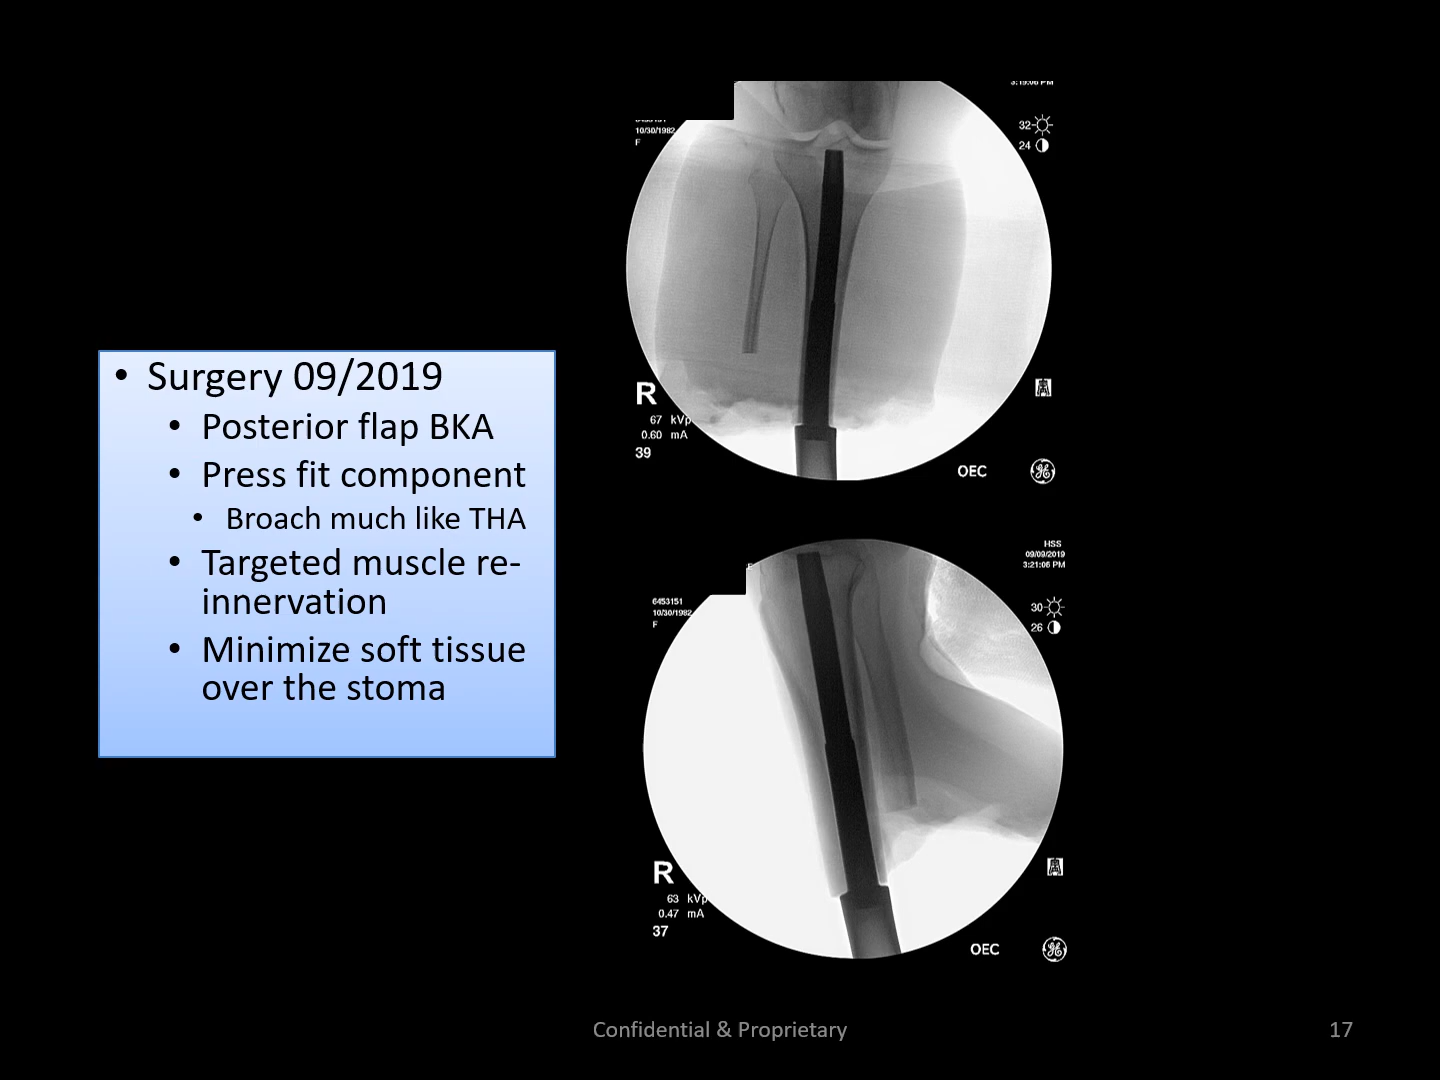 • Surgery 09/2019
• Posterior flap BKA
• Press fit component
• Broach much like THA
• Targeted muscle re-
innervation
• Minimize soft tissue
over the stoma
10/30/1982
F
32
24
R
67 kVp
0.60 mA
39
OEC
HSS
09/09/2019
3:21:06 PM
6453151
10/30/1982
F
30
26
R
63 kVp
0.47 mA
37
OEC
Confidential & Proprietary
17